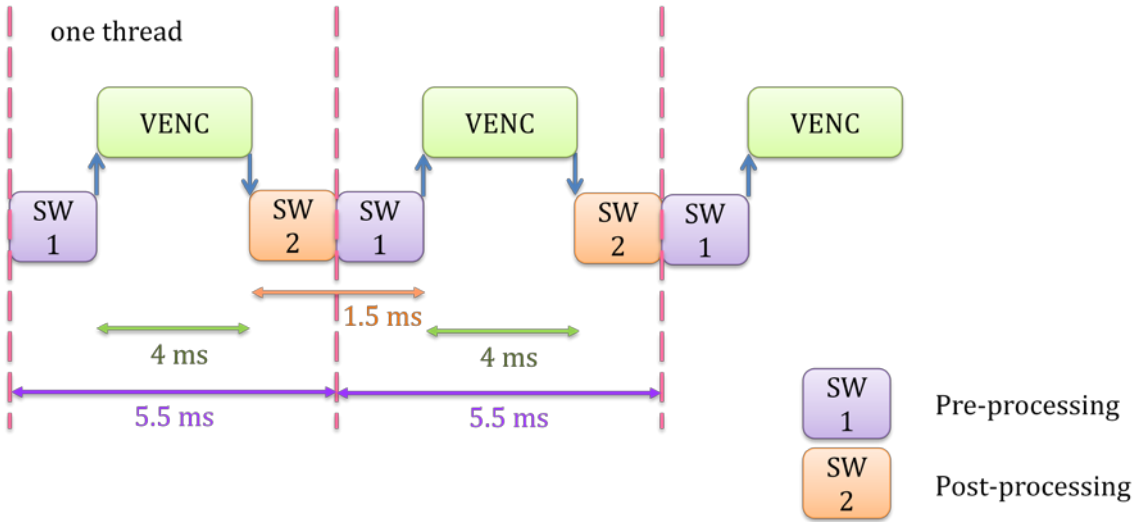 one thread
VENC
VENC
VENC
SW
1
SW
2
SW
1
SW
2
SW
1
1.5 ms
4 ms
4 ms
5.5 ms
5.5 ms
SW
1
Pre-processing
SW
2
Post-processing